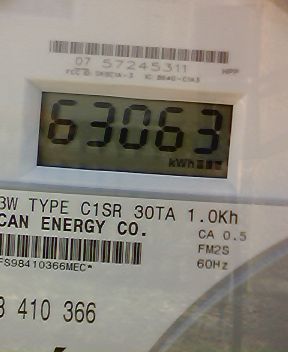 07 57245311
63063
kWh
3W TYPE C1SR 30TA 1.0Kh
CAN ENERGY CO.
CA 0.5
FM2S
60Hz
FS98410366MEC*
8 410 366